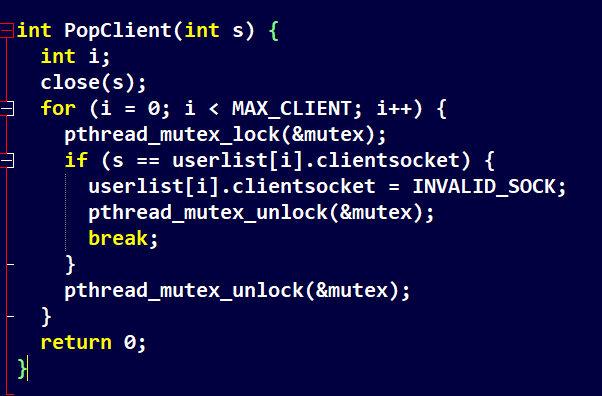 int PopClient(int s) {
int i;
close(s);
for (i = 0; i < MAX_CLIENT; i++) {
pthread_mutex_lock(&mutex);
if (s == userlist[i].clientsocket) {
userlist[i].clientsocket = INVALID_SOCK;
pthread_mutex_unlock(&mutex);
break;
}
pthread_mutex_unlock(&mutex);
}
return 0;
}